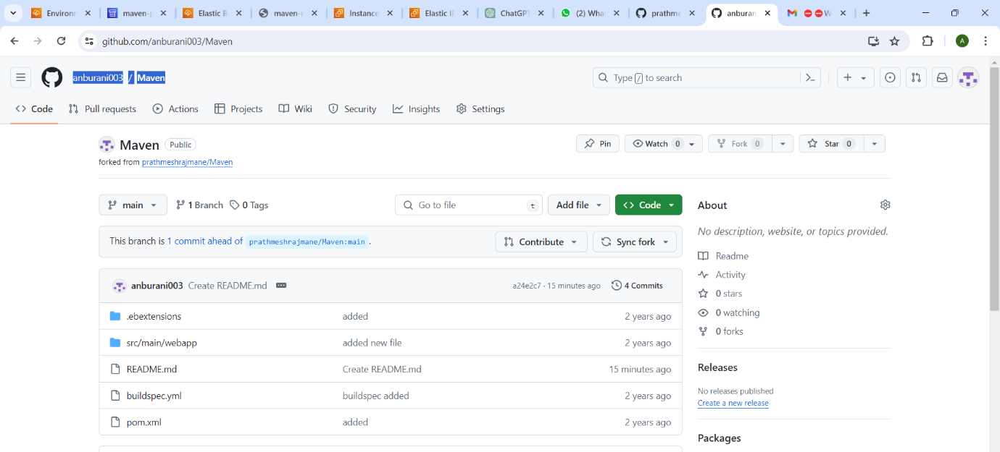 Environm
maven-p
Elastic B
maven-e
Instance
Elastic IP
ChatGPT
(2) Wha
prathme
anburan
W
github.com/anburani003/Maven
A
anburani003 / Maven
Type / to search
Code
Pull requests
Actions
Projects
Wiki
Security
Insights
Settings
Maven Public
Pin
Watch 0
Fork 0
Star 0
forked from prathmeshrajmane/Maven
main
1 Branch
0 Tags
Go to file t
Add file
Code
About
No description, website, or topics provided.
This branch is 1 commit ahead of prathmeshrajmane/Maven:main .
Contribute
Sync fork
Readme
Activity
0 stars
0 watching
0 forks
anburani003 Create README.md
a24e2c7 · 15 minutes ago
4 Commits
.ebextensions added 2 years ago
src/main/webapp added new file 2 years ago
README.md Create README.md 15 minutes ago
buildspec.yml buildspec added 2 years ago
pom.xml added 2 years ago
Releases
No releases published
Create a new release
Packages